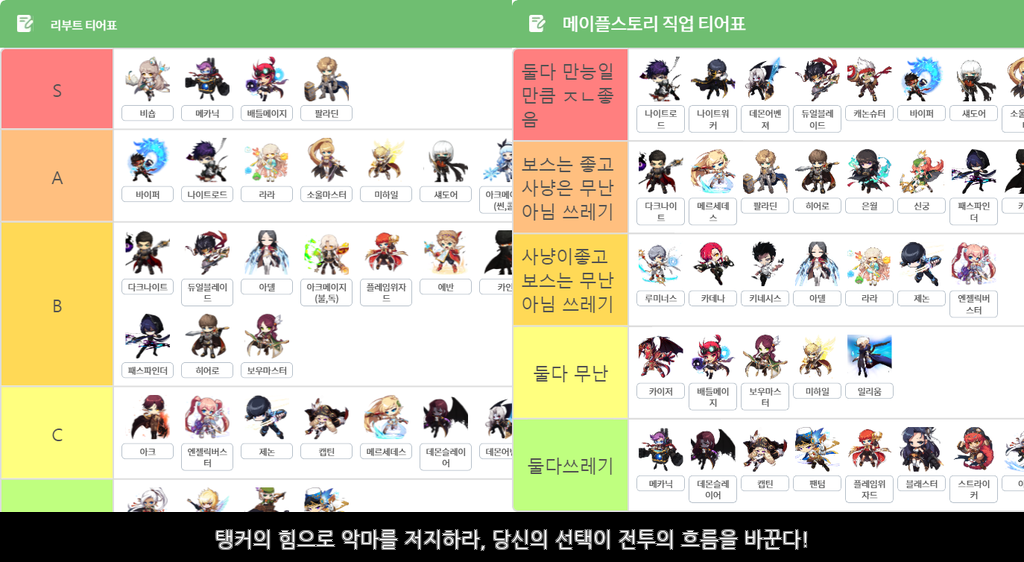 리부트 티어표
S
비숍 메카닉 배틀메이지 팔라딘
A
바이퍼 나이트로드 라라 소울마스터 미하일 섀도어 아크메이
(썬,콜
B
다크나이트 듀얼블레이드 아델 아크메이지(불,독) 플레임위자드 에반 카인
패스파인더 히어로 보우마스터
C
아크 엔젤릭버스터 제논 캡틴 메르세데스 데몬슬레이어 데몬어벤
메이플스토리 직업 티어표
둘다 만능일
만큼 ㅈㄴ좋
음
나이트로드 나이트워커 데몬어벤져 듀얼블레이드 캐논슈터 바이퍼 섀도어 소울
마스
보스는 좋고
사냥은 무난
아님 쓰레기
다크나이트 메르세데스 팔라딘 히어로 은월 신궁 패스파인더
사냥이좋고
보스는 무난
아님 쓰레기
루미너스 카데나 키네시스 아델 라라 제논 엔젤릭버스터
둘다 무난
카이저 배틀메이지 보우마스터 미하일 일리움
둘다쓰레기
메카닉 데몬슬레이어 캡틴 팬텀 플레임위자드 블래스터 스트라이커
탱커의 힘으로 악마를 저지하라, 당신의 선택이 전투의 흐름을 바꾼다!